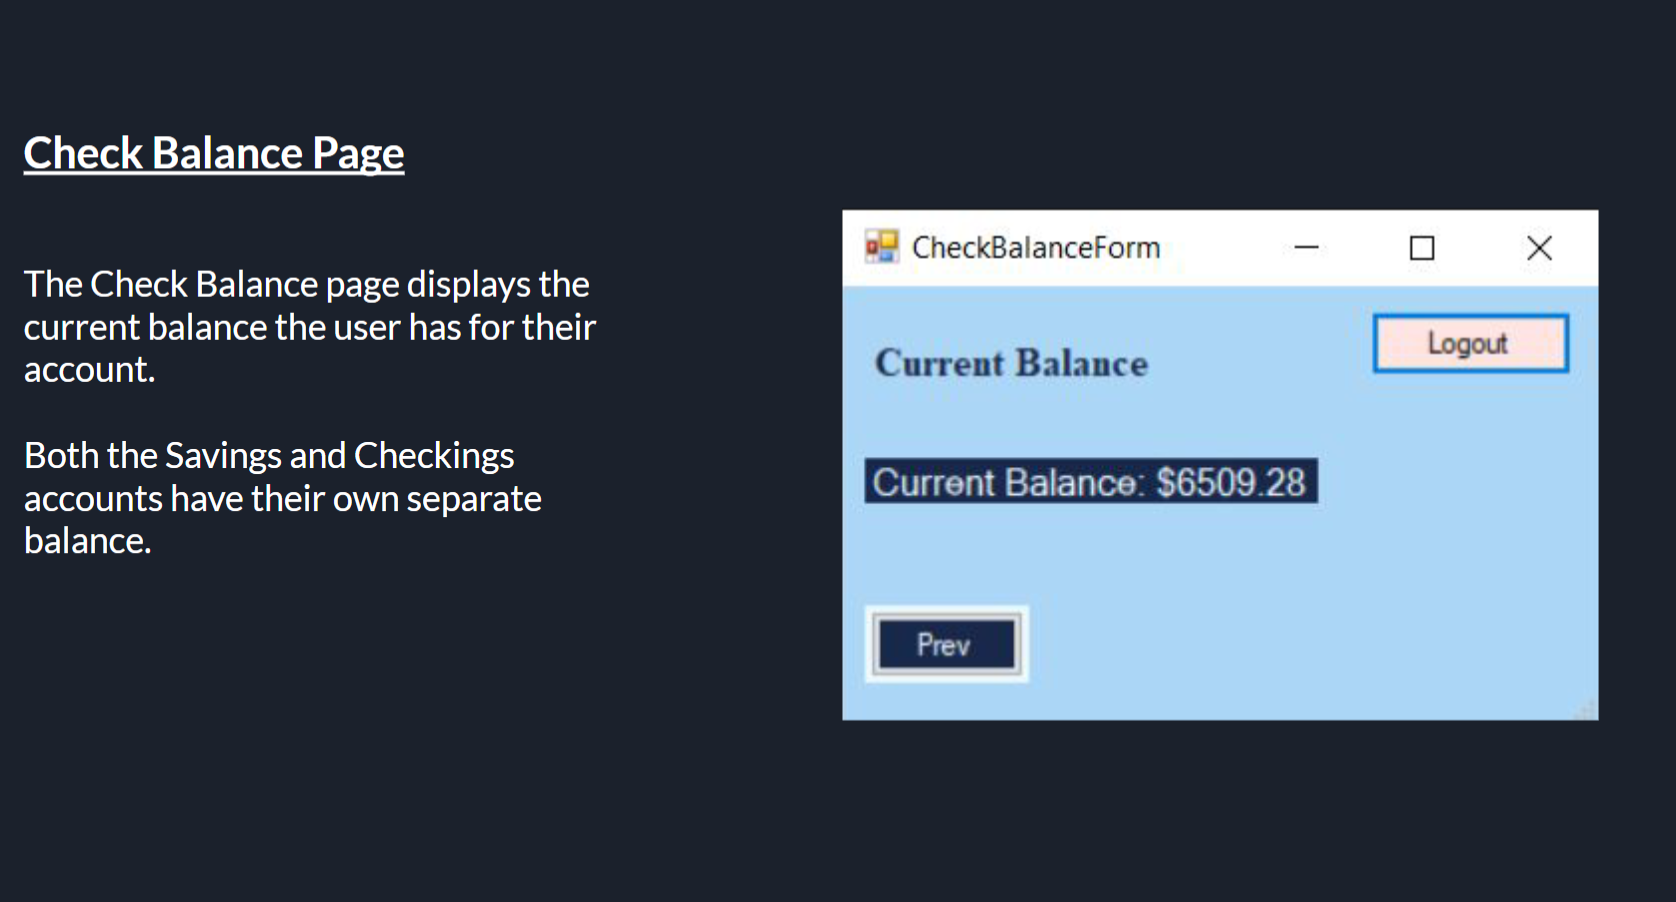 Check Balance Page
The Check Balance page displays the
current balance the user has for their
account.
Both the Savings and Checkings
accounts have their own separate
balance.
CheckBalanceForm
Logout
Current Balance
Current Balance: $6509.28
Prev